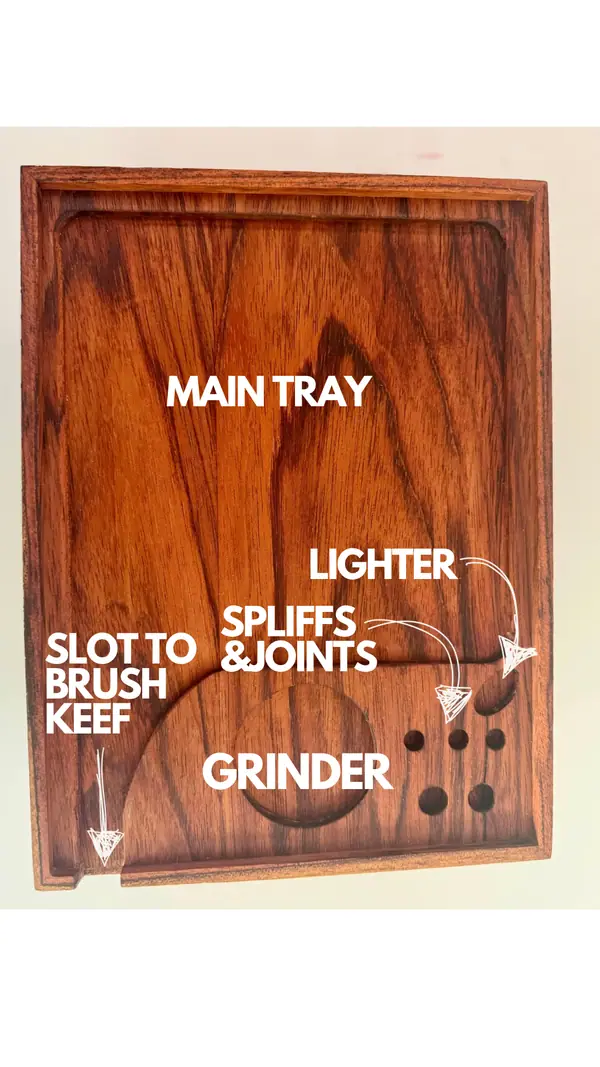 MAIN TRAY
LIGHTER
SPLIFFS
&JOINTS
SLOT TO
BRUSH
KEEF
GRINDER